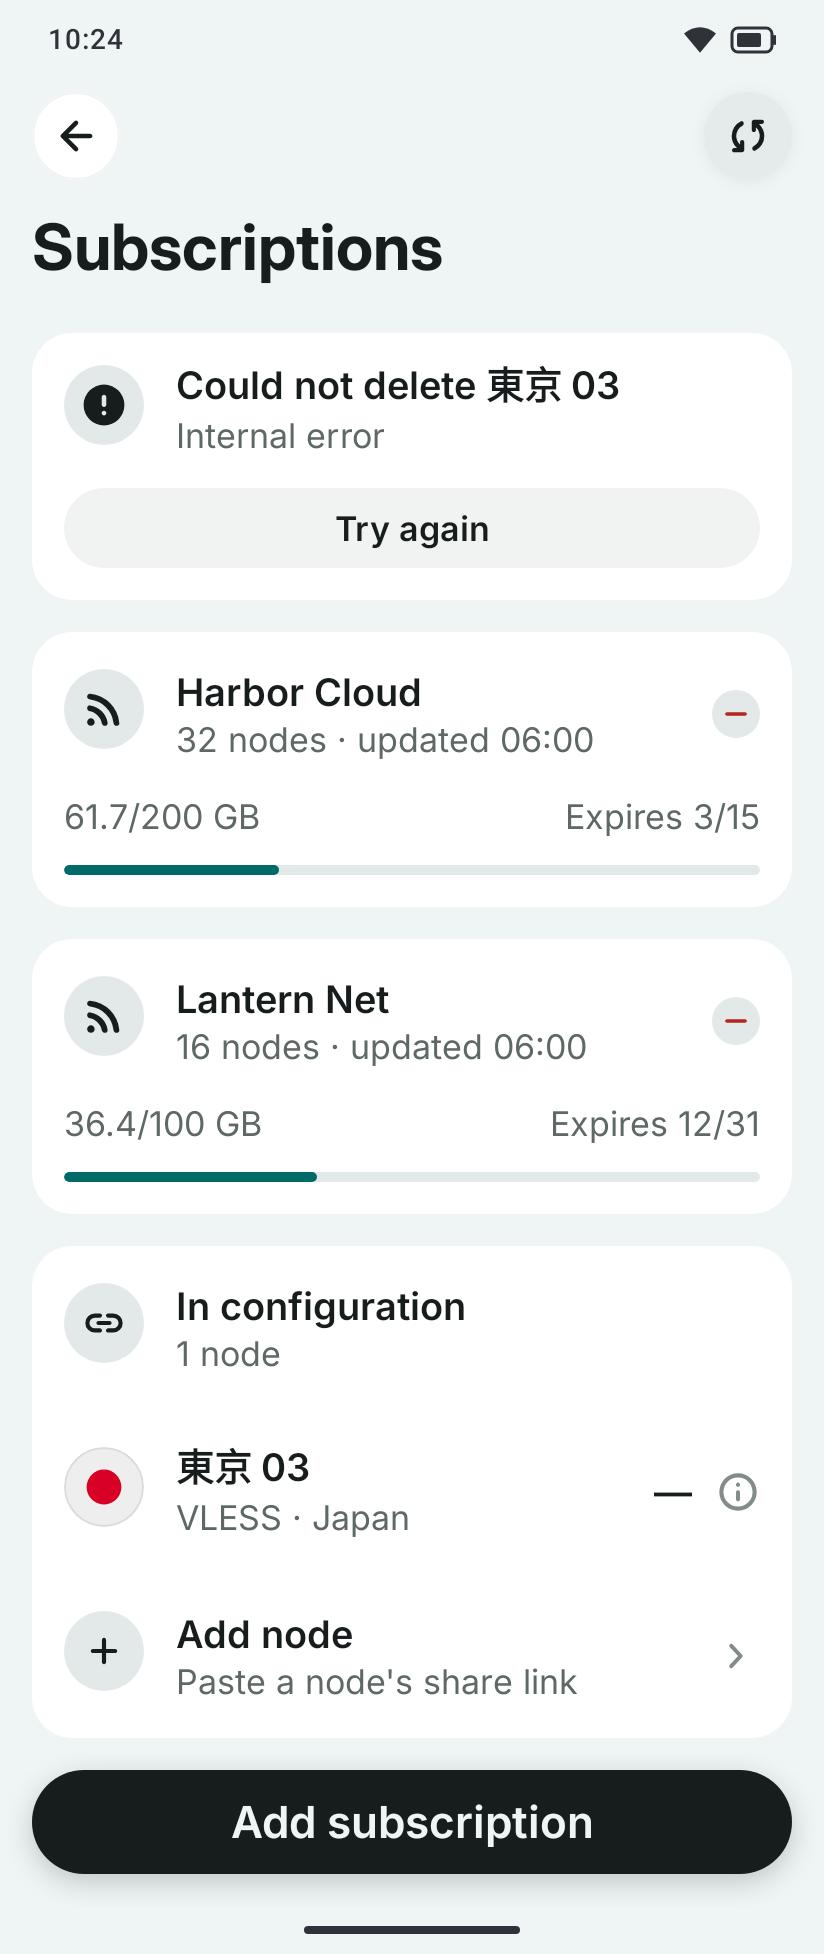 10:24
Subscriptions
Could not delete 東京 03
Internal error
Try again
Harbor Cloud
32 nodes · updated 06:00
61.7/200 GB
Expires 3/15
Lantern Net
16 nodes · updated 06:00
36.4/100 GB
Expires 12/31
In configuration
1 node
東京 03
VLESS · Japan
—
Add node
Paste a node's share link
Add subscription